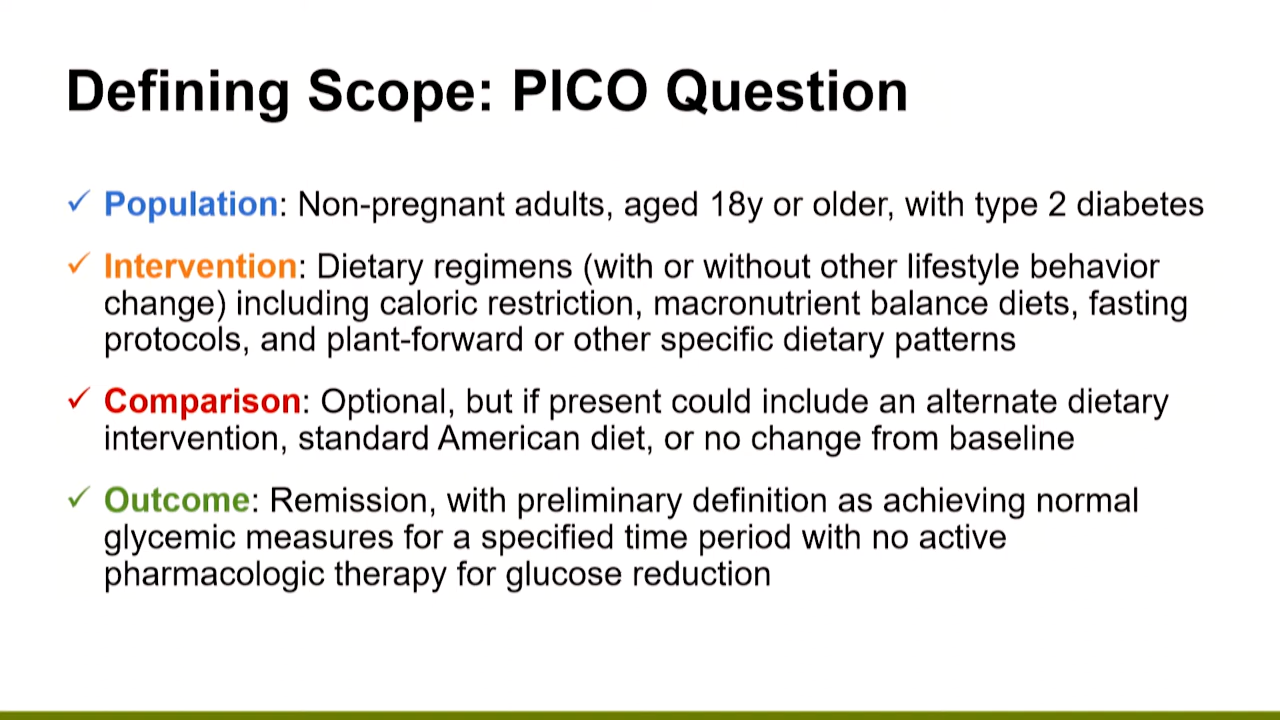 Defining Scope: PICO Question
✓ Population: Non-pregnant adults, aged 18y or older, with type 2 diabetes
✓ Intervention: Dietary regimens (with or without other lifestyle behavior
change) including caloric restriction, macronutrient balance diets, fasting
protocols, and plant-forward or other specific dietary patterns
✓ Comparison: Optional, but if present could include an alternate dietary
intervention, standard American diet, or no change from baseline
✓ Outcome: Remission, with preliminary definition as achieving normal
glycemic measures for a specified time period with no active
pharmacologic therapy for glucose reduction